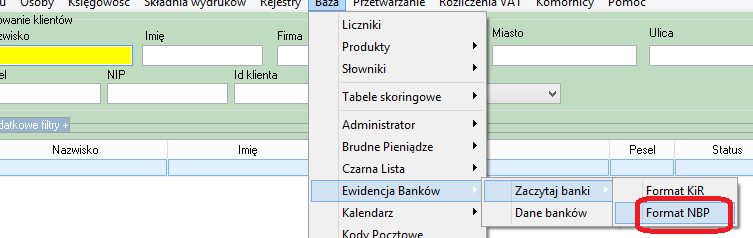 Osoby Księgowość Składnia wydruków Rejestry Baza Przetwarzanie Rozliczenia VAT Komornicy Pomoc
owanie klientów
zwisko Imię Firma Miasto Ulica
el NIP Id klienta
datkowe filtry +
Nazwisko Imię Pesel Status
Liczniki
Produkty
Słowniki
Tabele skoringowe
Administrator
Brudne Pieniądze
Czarna Lista
Ewidencja Banków
Kalendarz
Kody Pocztowe
Zaczytaj banki
Dane banków
Format KiR
Format NBP